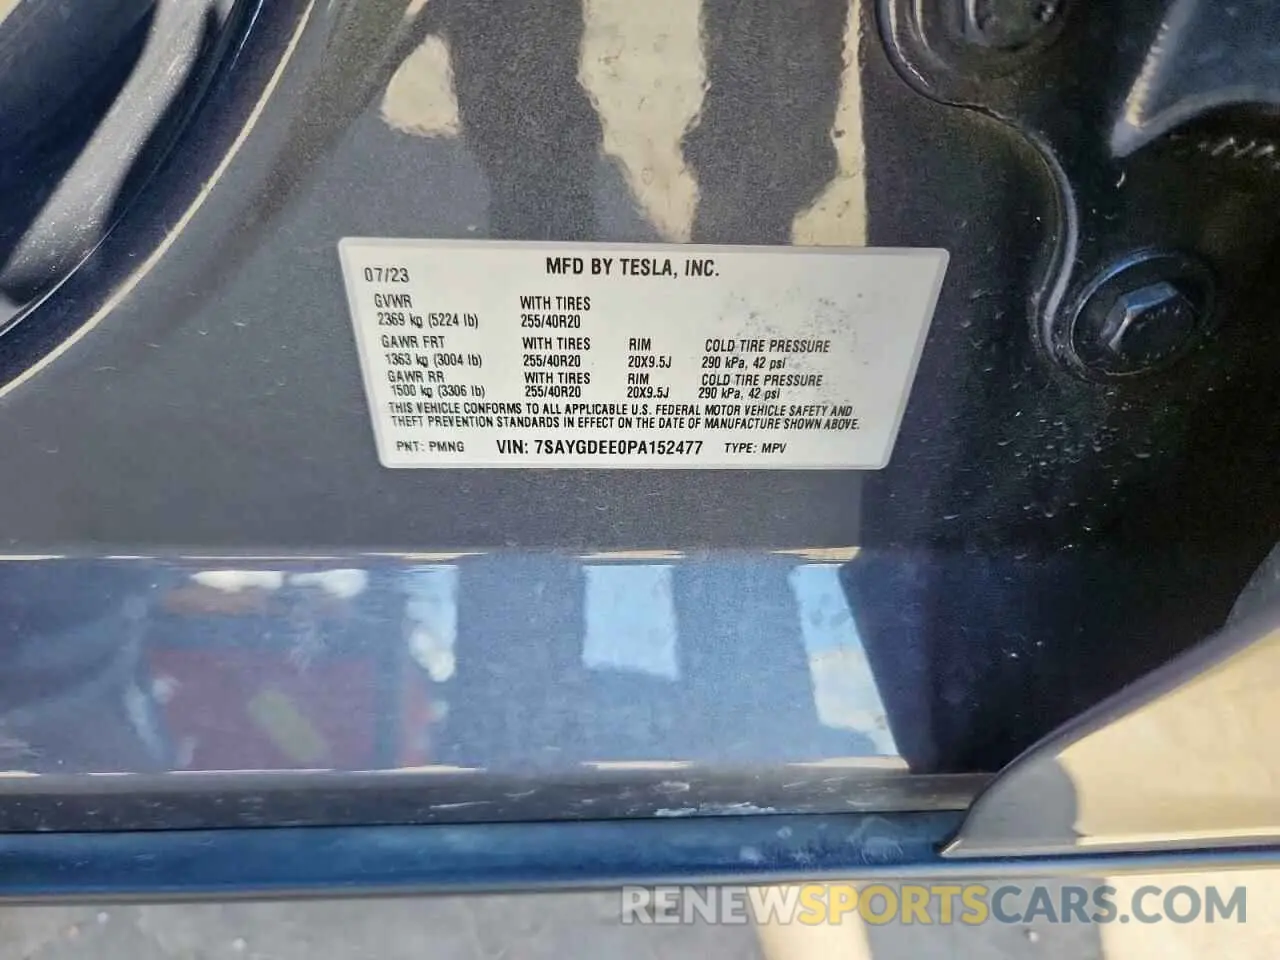 07/23 MFD BY TESLA, INC.
GVWR WITH TIRES
2369 kg (5224 lb) 255/40R20
GAWR FRT WITH TIRES RIM COLD TIRE PRESSURE
1363 kg (3004 lb) 255/40R20 20X9.5J 290 kPa, 42 psi
GAWR RR WITH TIRES RIM COLD TIRE PRESSURE
1500 kg (3306 lb) 255/40R20 20X9.5J 290 kPa, 42 psi
THIS VEHICLE CONFORMS TO ALL APPLICABLE U.S. FEDERAL MOTOR VEHICLE SAFETY AND
THEFT PREVENTION STANDARDS IN EFFECT ON THE DATE OF MANUFACTURE SHOWN ABOVE.
PNT: PMNG VIN: 7SAYGDEE0PA152477 TYPE: MPV
RENEWSPORTSCARS.COM